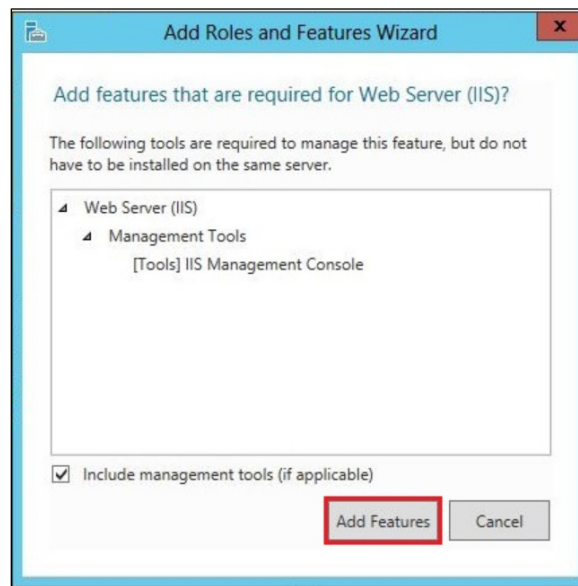 Add Roles and Features Wizard
x
Add features that are required for Web Server (IIS)?
The following tools are required to manage this feature, but do not
have to be installed on the same server.
Web Server (IIS)
Management Tools
[Tools] IIS Management Console
Include management tools (if applicable)
Add Features
Cancel